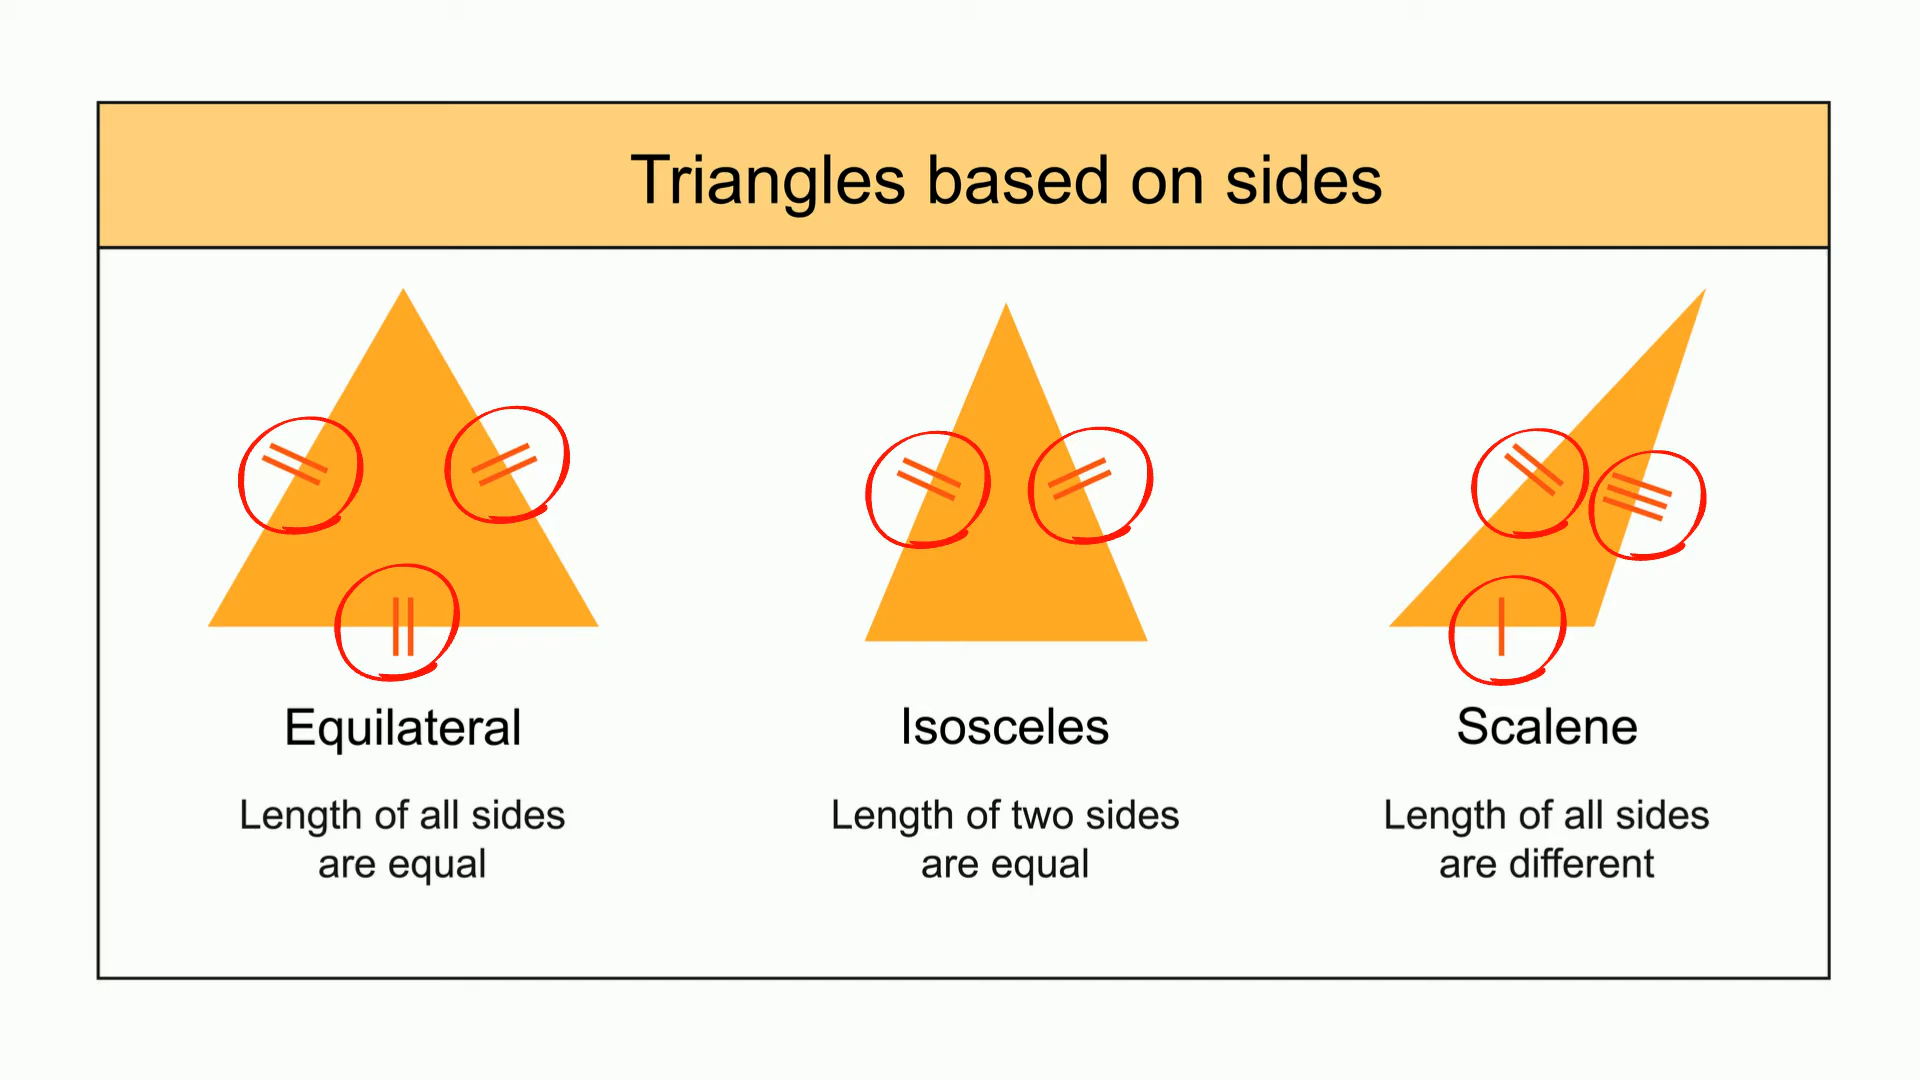 Triangles based on sides
Equilateral
Isosceles
Scalene
Length of all sides
are equal
Length of two sides
are equal
Length of all sides
are different